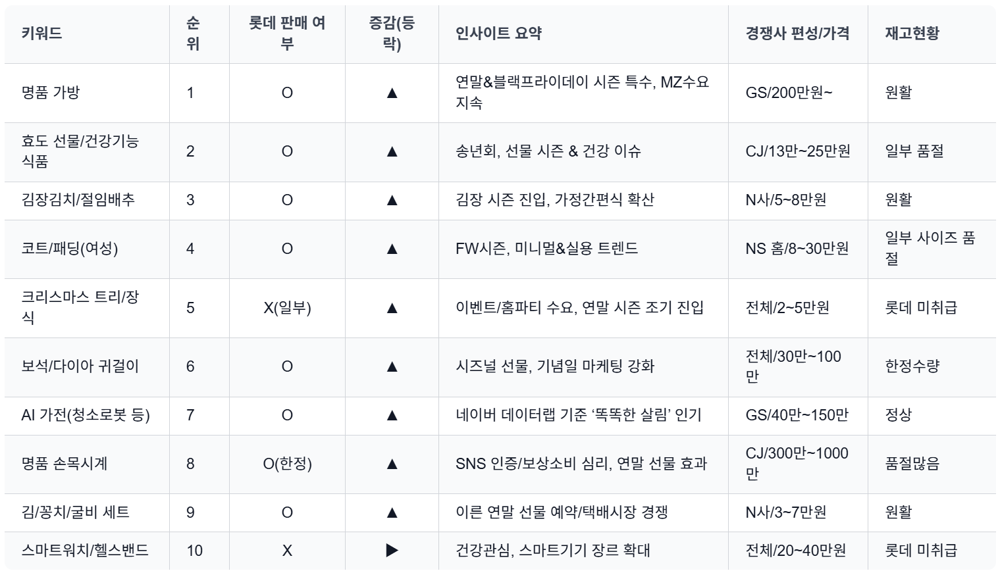 키워드 순위 롯데 판매 여부 증감(등락) 인사이트 요약 경쟁사 편성/가격 재고현황
명품 가방 1 O ▲ 연말&블랙프라이데이 시즌 특수, MZ수요 지속 GS/200만원~ 원활
효도 선물/건강기능식품 2 O ▲ 송년회, 선물 시즌 & 건강 이슈 CJ/13만~25만원 일부 품절
김장김치/절임배추 3 O ▲ 김장 시즌 진입, 가정간편식 확산 N사/5~8만원 원활
코트/패딩(여성) 4 O ▲ FW시즌, 미니멀&실용 트렌드 NS 홈/8~30만원 일부 사이즈 품절
크리스마스 트리/장식 5 X(일부) ▲ 이벤트/홈파티 수요, 연말 시즌 조기 진입 전체/2~5만원 롯데 미취급
보석/다이아 귀걸이 6 O ▲ 시즈널 선물, 기념일 마케팅 강화 전체/30만~100만 한정수량
AI 가전(청소로봇 등) 7 O ▲ 네이버 데이터랩 기준 ‘똑똑한 살림’ 인기 GS/40만~150만 정상
명품 손목시계 8 O(한정) ▲ SNS 인증/보상소비 심리, 연말 선물 효과 CJ/300만~1000만 품절많음
김/꽁치/굴비 세트 9 O ▲ 이른 연말 선물 예약/택배시장 경쟁 N사/3~7만원 원활
스마트워치/헬스밴드 10 X ▶ 건강관심, 스마트기기 장르 확대 전체/20~40만원 롯데 미취급